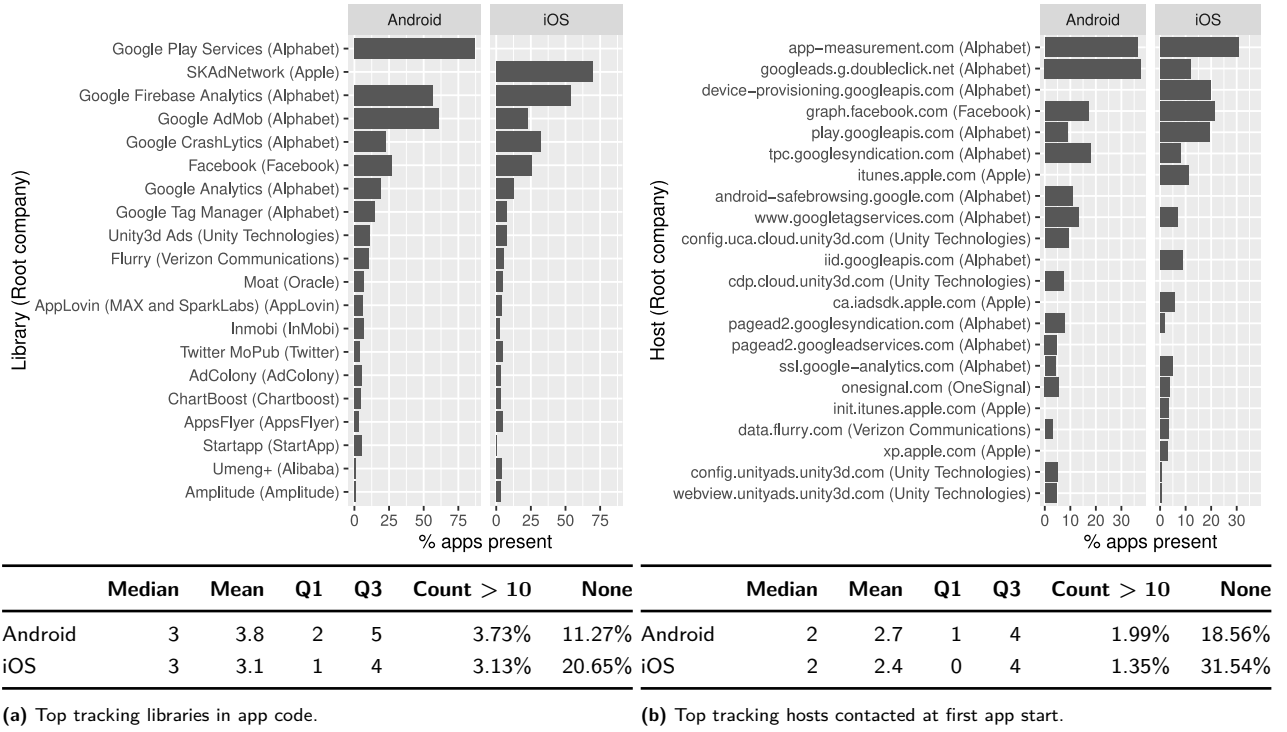 Android iOS
Google Play Services (Alphabet)
SKAdNetwork (Apple)
Google Firebase Analytics (Alphabet)
Google AdMob (Alphabet)
Google CrashLytics (Alphabet)
Facebook (Facebook)
Google Analytics (Alphabet)
Google Tag Manager (Alphabet)
Unity3d Ads (Unity Technologies)
Flurry (Verizon Communications)
Moat (Oracle)
AppLovin (MAX and SparkLabs) (AppLovin)
Inmobi (InMobi)
Twitter MoPub (Twitter)
AdColony (AdColony)
ChartBoost (Chartboost)
AppsFlyer (AppsFlyer)
Startapp (StartApp)
Umeng+ (Alibaba)
Amplitude (Amplitude)
Library (Root company)
0 25 50 75 0 25 50 75
% apps present
Median Mean Q1 Q3 Count > 10 None
Android 3 3.8 2 5 3.73% 11.27%
iOS 3 3.1 1 4 3.13% 20.65%
(a) Top tracking libraries in app code.
Android iOS
app−measurement.com (Alphabet)
googleads.g.doubleclick.net (Alphabet)
device−provisioning.googleapis.com (Alphabet)
graph.facebook.com (Facebook)
play.googleapis.com (Alphabet)
tpc.googlesyndication.com (Alphabet)
itunes.apple.com (Apple)
android−safebrowsing.google.com (Alphabet)
www.googletagservices.com (Alphabet)
config.uca.cloud.unity3d.com (Unity Technologies)
iid.googleapis.com (Alphabet)
cdp.cloud.unity3d.com (Unity Technologies)
ca.iadsdk.apple.com (Apple)
pagead2.googlesyndication.com (Alphabet)
pagead2.googleadservices.com (Alphabet)
ssl.google−analytics.com (Alphabet)
onesignal.com (OneSignal)
init.itunes.apple.com (Apple)
data.flurry.com (Verizon Communications)
xp.apple.com (Apple)
config.unityads.unity3d.com (Unity Technologies)
webview.unityads.unity3d.com (Unity Technologies)
Host (Root company)
0 10 20 30 0 10 20 30
% apps present
Median Mean Q1 Q3 Count > 10 None
Android 2 2.7 1 4 1.99% 18.56%
iOS 2 2.4 0 4 1.35% 31.54%
(b) Top tracking hosts contacted at first app start.